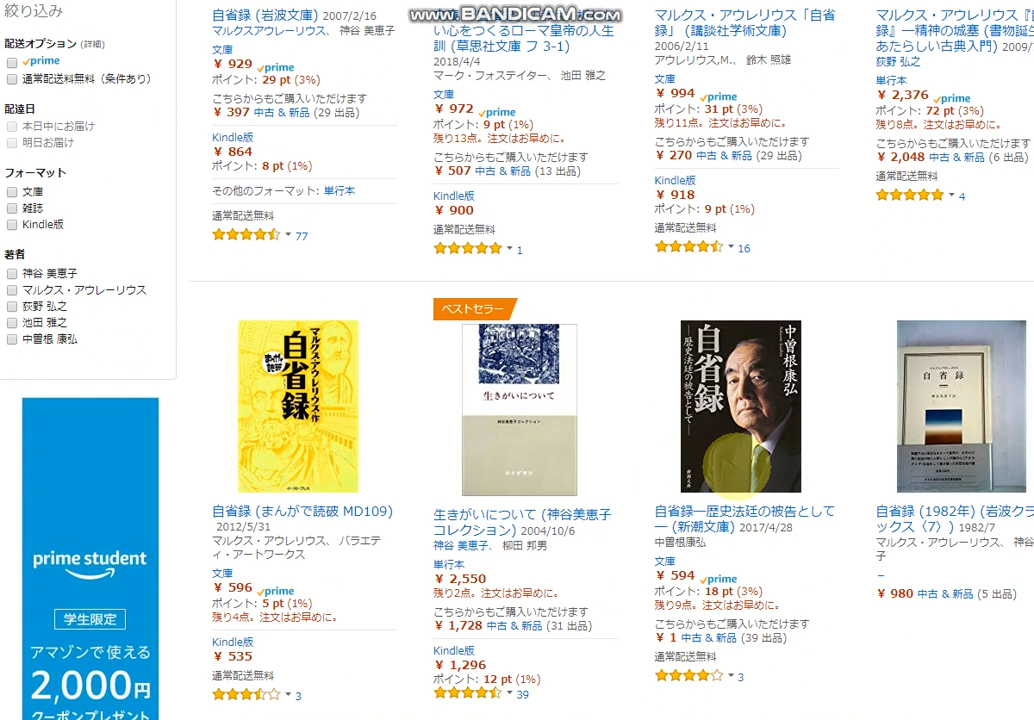 絞り込み
配送オプション (詳細)
prime
通常配送料無料（条件あり）
配達日
本日中にお届け
明日お届け
フォーマット
文庫
雑誌
Kindle版
著者
神谷 美恵子
マルクス・アウレーリウス
荻野 弘之
池田 雅之
中曽根 康弘
prime student
学生限定
アマゾンで使える
2,000円
クーポンプレゼント
www.BANDICAM.com
自省録 (岩波文庫) 2007/2/16
マルクスアウレーリウス、 神谷 美恵子
文庫
￥ 929 prime
ポイント: 29 pt (3%)
こちらからもご購入いただけます
￥ 397 中古 & 新品 (29 出品)
Kindle版
￥ 864
ポイント: 8 pt (1%)
その他のフォーマット: 単行本
通常配送無料
77
い心をつくるローマ皇帝の人生
訓 (草思社文庫 フ 3-1)
2018/4/4
マーク・フォステイター、 池田 雅之
文庫
￥ 972 prime
ポイント: 9 pt (1%)
残り13点。注文はお早めに。
こちらからもご購入いただけます
￥ 507 中古 & 新品 (13 出品)
Kindle版
￥ 900
通常配送無料
1
マルクス・アウレリウス「自省
録」 (講談社学術文庫)
2006/2/11
アウレリウス,M.、 鈴木 照雄
文庫
￥ 994 prime
ポイント: 31 pt (3%)
残り11点。注文はお早めに。
こちらからもご購入いただけます
￥ 270 中古 & 新品 (29 出品)
Kindle版
￥ 918
ポイント: 9 pt (1%)
通常配送無料
16
マルクス・アウレリウス『自
録』―精神の城塞 (書物誕生
あたらしい古典入門) 2009/
荻野 弘之
単行本
￥ 2,376 prime
ポイント: 72 pt (3%)
残り8点。注文はお早めに。
こちらからもご購入いただけます
￥ 2,048 中古 & 新品 (6 出品)
通常配送無料
4
マルクス・アウレリウス作
まんがで読破
自省録
イースト・プレス
自省録 (まんがで読破 MD109)
2012/5/31
マルクス・アウレリウス、 バラエテ
ィ・アートワークス
文庫
￥ 596 prime
ポイント: 5 pt (1%)
残り4点。注文はお早めに。
Kindle版
￥ 535
通常配送無料
3
ベストセラー
生きがいについて
神谷美恵子コレクション
みすず書房
生きがいについて (神谷美恵子
コレクション) 2004/10/6
神谷 美恵子、 柳田 邦男
単行本
￥ 2,550
残り2点。注文はお早めに。
こちらからもご購入いただけます
￥ 1,728 中古 & 新品 (31 出品)
Kindle版
￥ 1,296
ポイント: 12 pt (1%)
39
中曽根康弘
自省録
―歴史法廷の被告として―
新潮文庫
自省録―歴史法廷の被告として
― (新潮文庫) 2017/4/28
中曽根康弘
文庫
￥ 594 prime
ポイント: 18 pt (3%)
残り9点。注文はお早めに。
こちらからもご購入いただけます
￥ 1 中古 & 新品 (39 出品)
通常配送無料
3
自省録
自省録 (1982年) (岩波クラ
ックス〈7〉) 1982/7
マルクス・アウレーリウス、 神谷
子
－
￥ 980 中古 & 新品 (5 出品)